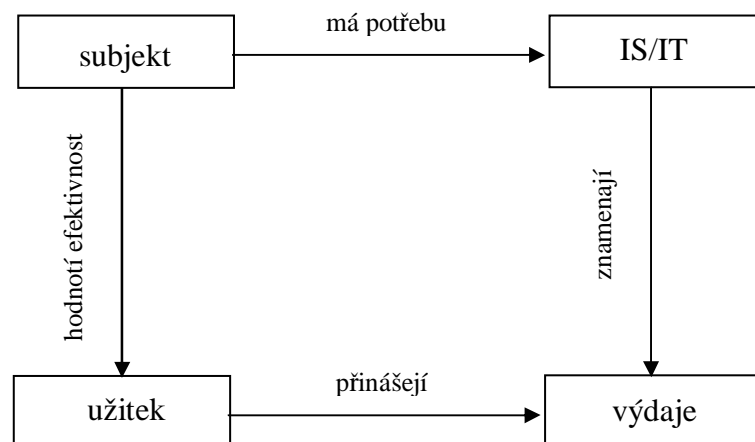 má potřebu
subjekt
IS/IT
hodnotí efektivnost
znamenají
přinášejí
užitek
výdaje